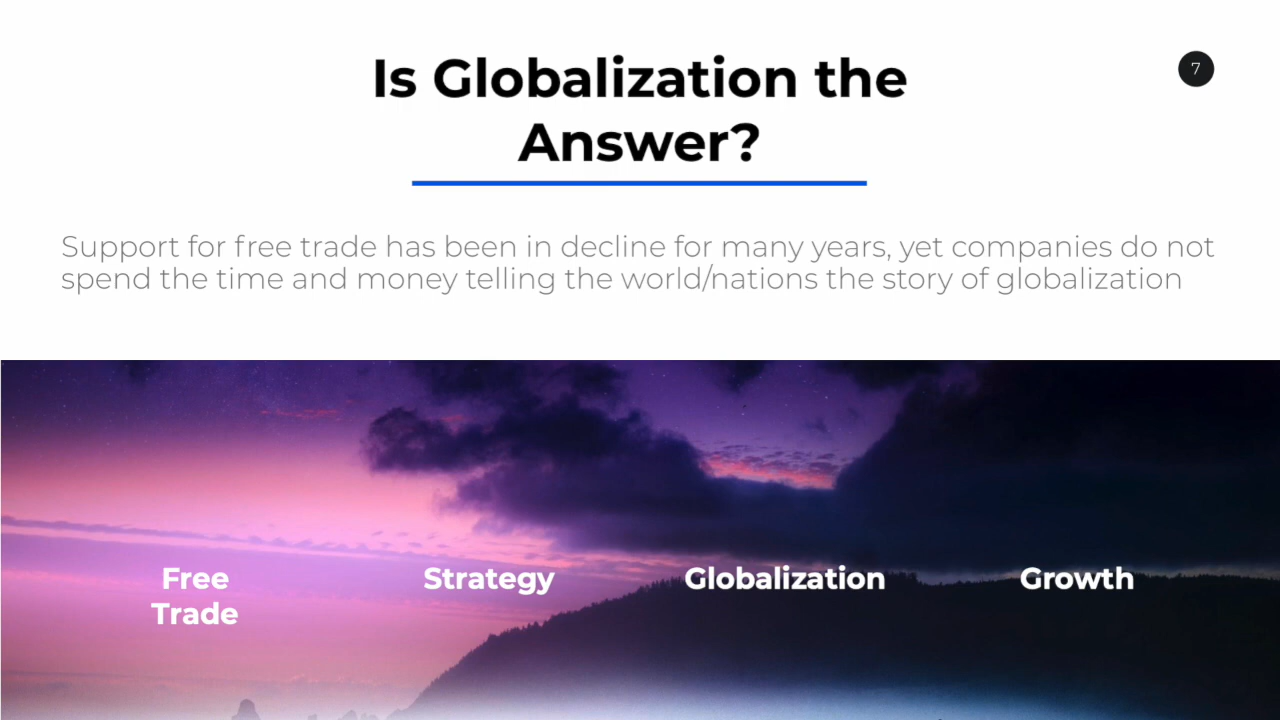 Is Globalization the
Answer?
7
Support for free trade has been in decline for many years, yet companies do not
spend the time and money telling the world/nations the story of globalization
Free
Trade
Strategy
Globalization
Growth